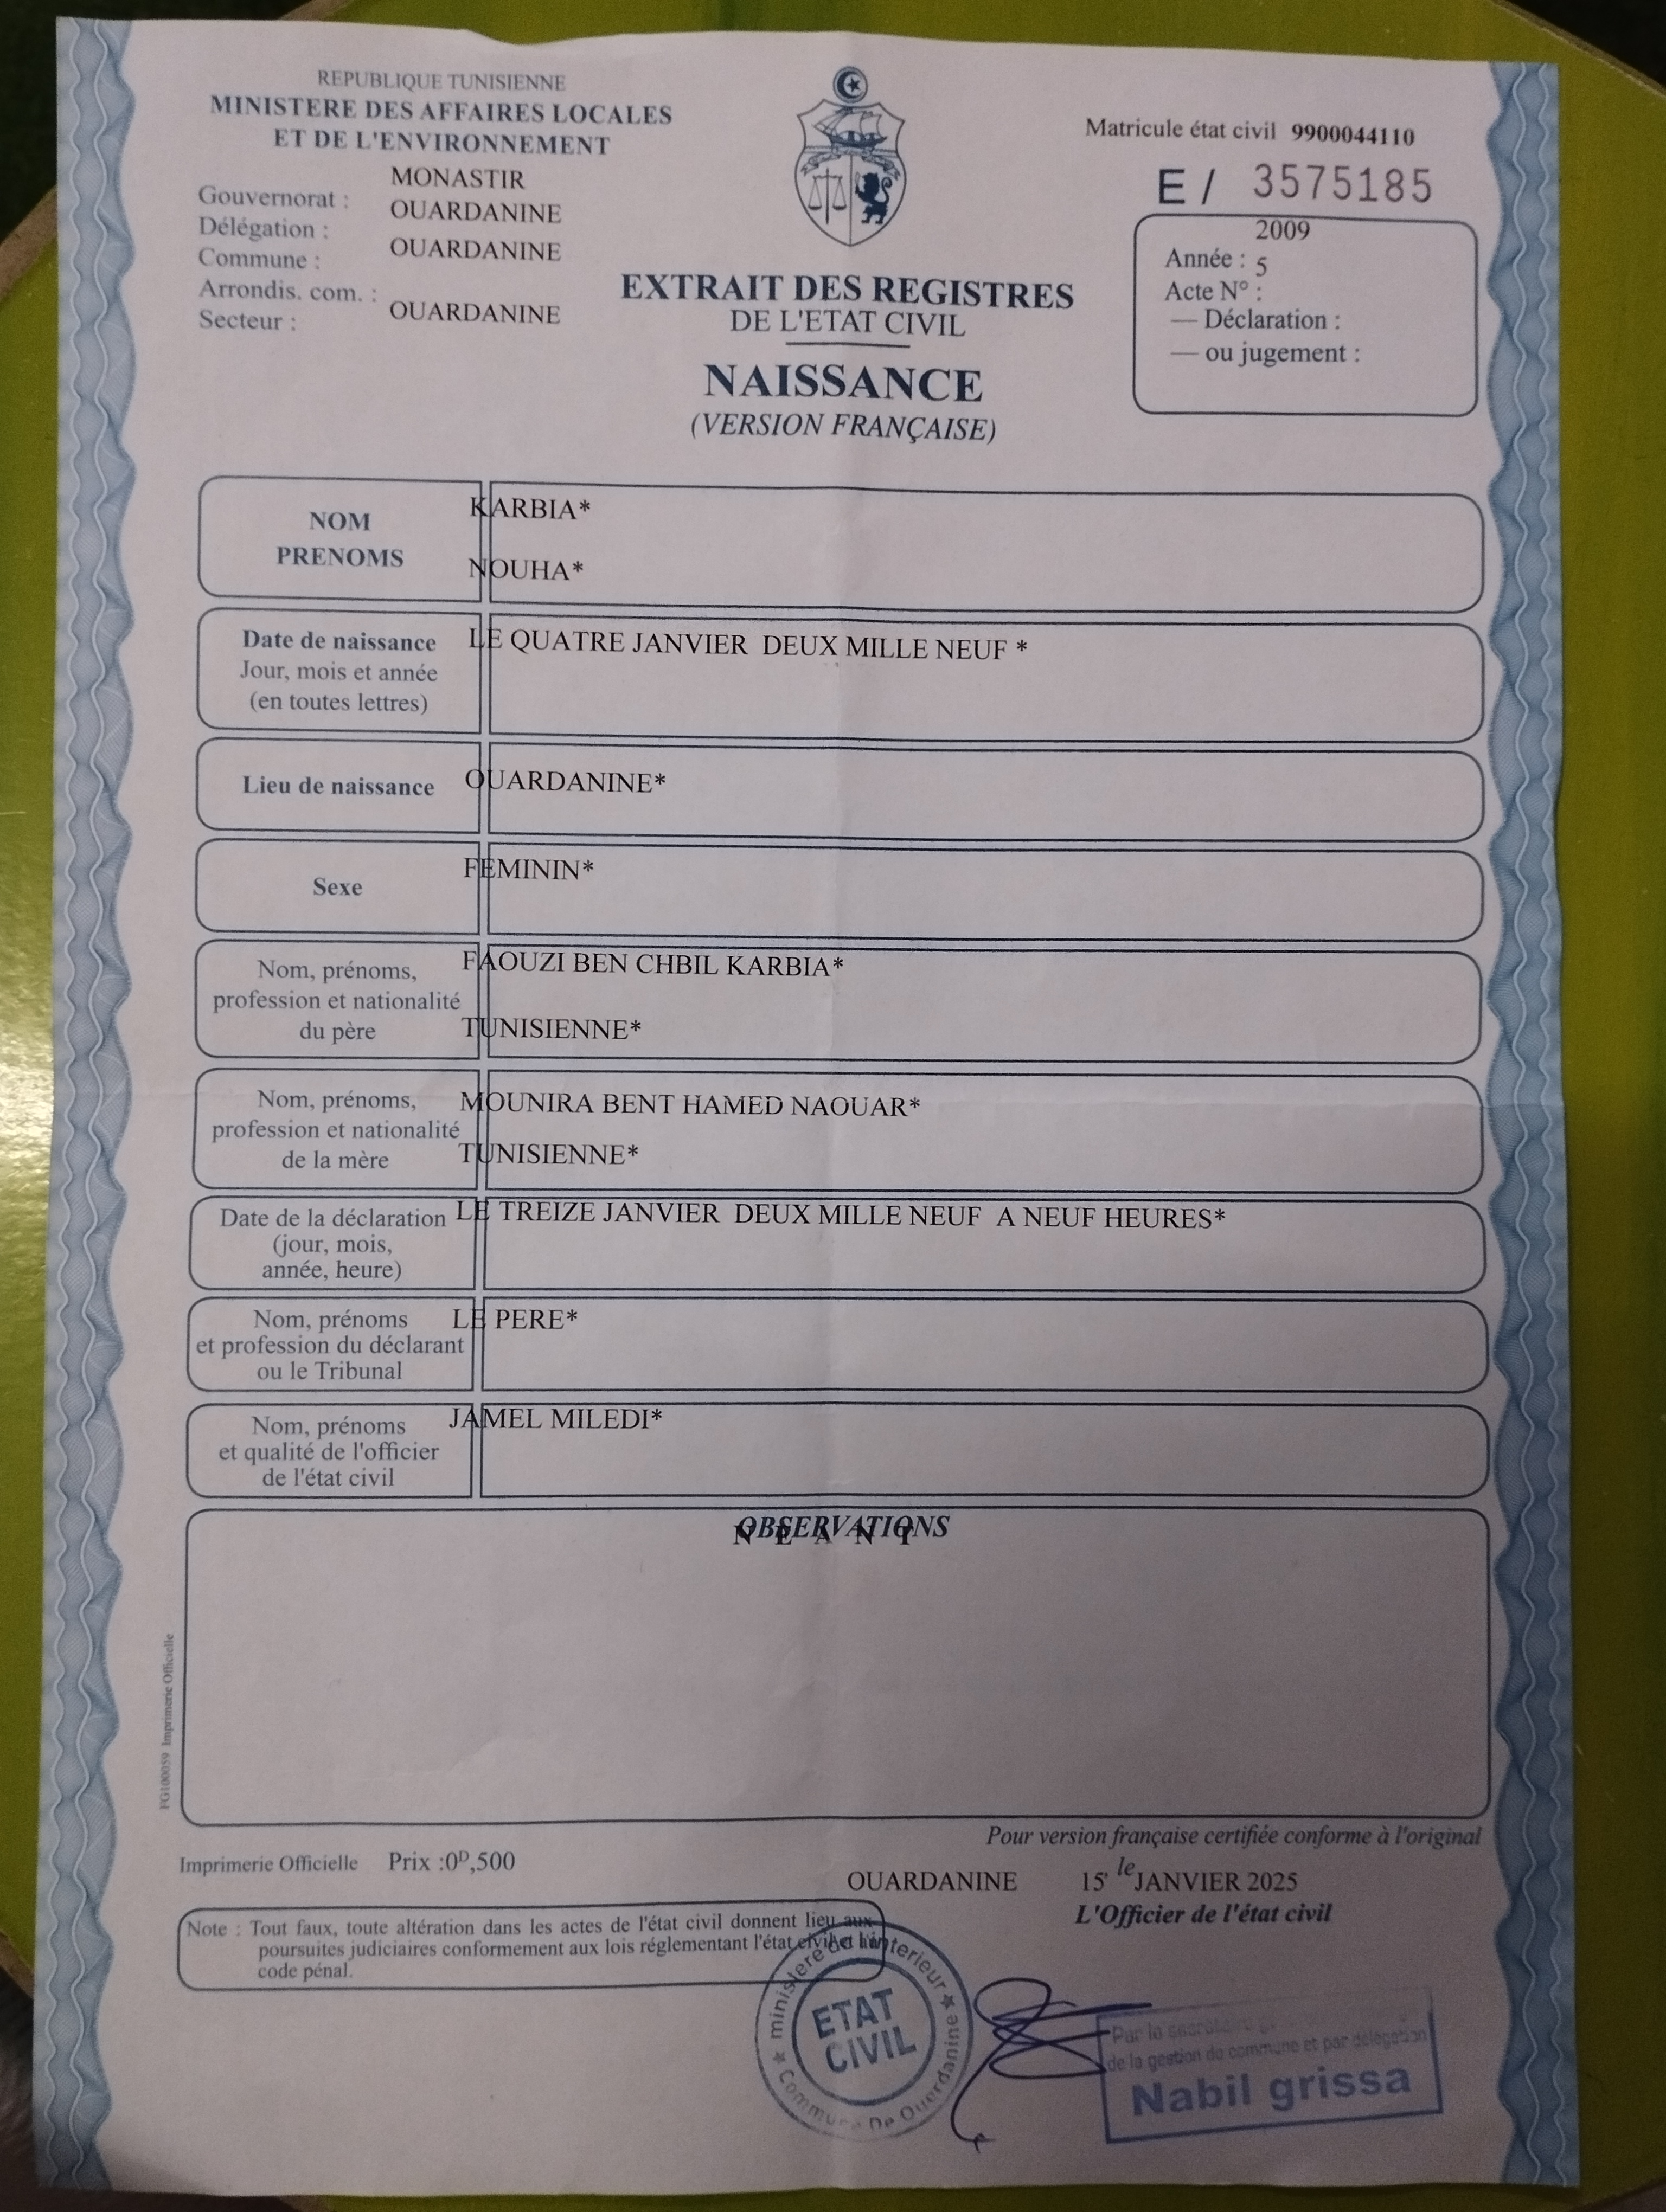 REPUBLIQUE TUNISIENNE
MINISTERE DES AFFAIRES LOCALES
ET DE L'ENVIRONNEMENT
Gouvernorat : MONASTIR
Délégation : OUARDANINE
Commune : OUARDANINE
Arrondis. com. :
Secteur : OUARDANINE
Matricule état civil 9900044110
E / 3575185
2009
Année : 5
Acte N° :
— Déclaration :
— ou jugement :
EXTRAIT DES REGISTRES
DE L'ETAT CIVIL
NAISSANCE
(VERSION FRANÇAISE)
NOM KARBIA*
PRENOMS NOUHA*
Date de naissance LE QUATRE JANVIER DEUX MILLE NEUF *
Jour, mois et année
(en toutes lettres)
Lieu de naissance OUARDANINE*
Sexe FEMININ*
Nom, prénoms, FAOUZI BEN CHBIL KARBIA*
profession et nationalité
du père TUNISIENNE*
Nom, prénoms, MOUNIRA BENT HAMED NAOUAR*
profession et nationalité
de la mère TUNISIENNE*
Date de la déclaration LE TREIZE JANVIER DEUX MILLE NEUF A NEUF HEURES*
(jour, mois,
année, heure)
Nom, prénoms LE PERE*
et profession du déclarant
ou le Tribunal
Nom, prénoms JAMEL MILEDI*
et qualité de l'officier
de l'état civil
OBSERVATIONS
N E A N T
FG100059 Imprimerie Officielle
Pour version française certifiée conforme à l'original
Imprimerie Officielle Prix :0ᴰ,500
OUARDANINE le 15 JANVIER 2025
L'Officier de l'état civil
Note : Tout faux, toute altération dans les actes de l'état civil donnent lieu aux
poursuites judiciaires conformement aux lois réglementant l'état civil et
code pénal.
ministere de l'interieur
ETAT
CIVIL
Commune De Ouerdanine
Par le secrétaire
de la gestion de commune et par délégation
Nabil grissa